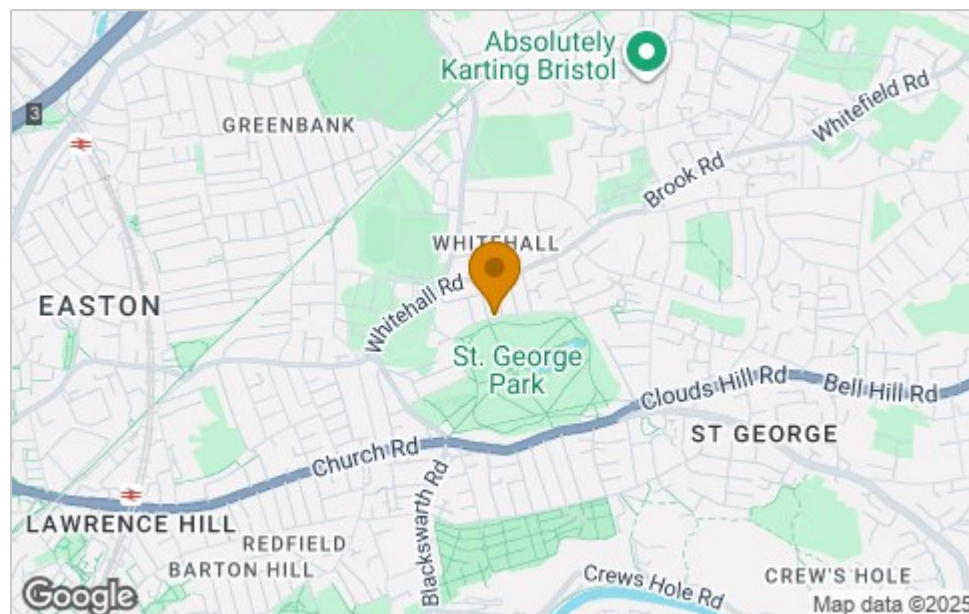 Absolutely
Karting Bristol
3
GREENBANK
Whitefield Rd
Brook Rd
WHITEHALL
Whitehall Rd
EASTON
St. George
Park
Clouds Hill Rd
Bell Hill Rd
ST GEORGE
Church Rd
LAWRENCE HILL
REDFIELD
BARTON HILL
Blackswarth Rd
Crews Hole Rd
CREW'S HOLE
Google
Map data ©2025